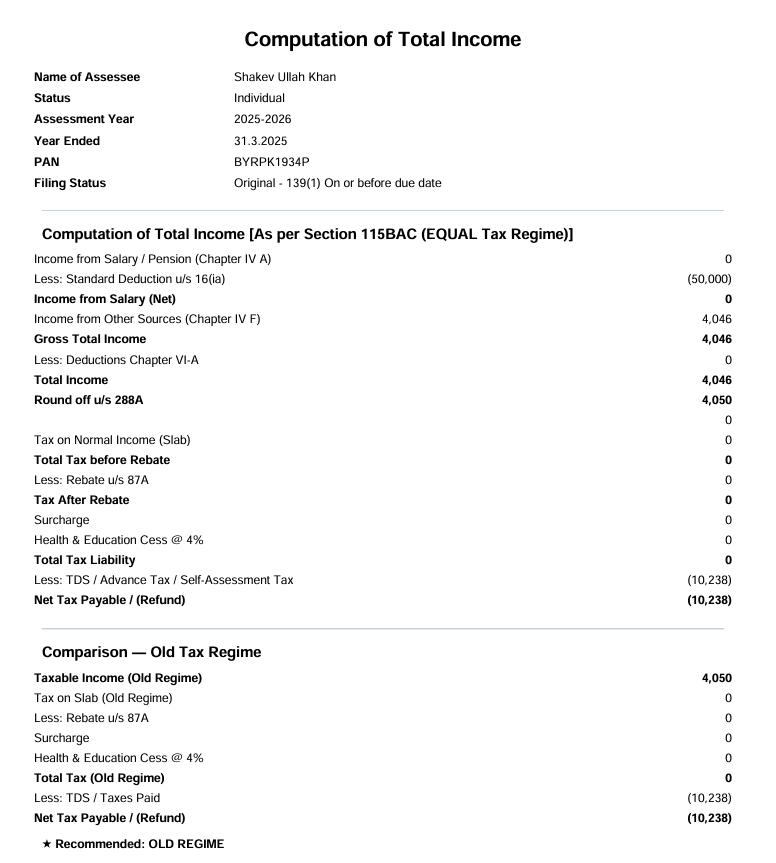 Computation of Total Income
Name of Assessee Shakev Ullah Khan
Status Individual
Assessment Year 2025-2026
Year Ended 31.3.2025
PAN BYRPK1934P
Filing Status Original - 139(1) On or before due date
Computation of Total Income [As per Section 115BAC (EQUAL Tax Regime)]
Income from Salary / Pension (Chapter IV A) 0
Less: Standard Deduction u/s 16(ia) (50,000)
Income from Salary (Net) 0
Income from Other Sources (Chapter IV F) 4,046
Gross Total Income 4,046
Less: Deductions Chapter VI-A 0
Total Income 4,046
Round off u/s 288A 4,050
0
Tax on Normal Income (Slab) 0
Total Tax before Rebate 0
Less: Rebate u/s 87A 0
Tax After Rebate 0
Surcharge 0
Health & Education Cess @ 4% 0
Total Tax Liability 0
Less: TDS / Advance Tax / Self-Assessment Tax (10,238)
Net Tax Payable / (Refund) (10,238)
Comparison — Old Tax Regime
Taxable Income (Old Regime) 4,050
Tax on Slab (Old Regime) 0
Less: Rebate u/s 87A 0
Surcharge 0
Health & Education Cess @ 4% 0
Total Tax (Old Regime) 0
Less: TDS / Taxes Paid (10,238)
Net Tax Payable / (Refund) (10,238)
★ Recommended: OLD REGIME